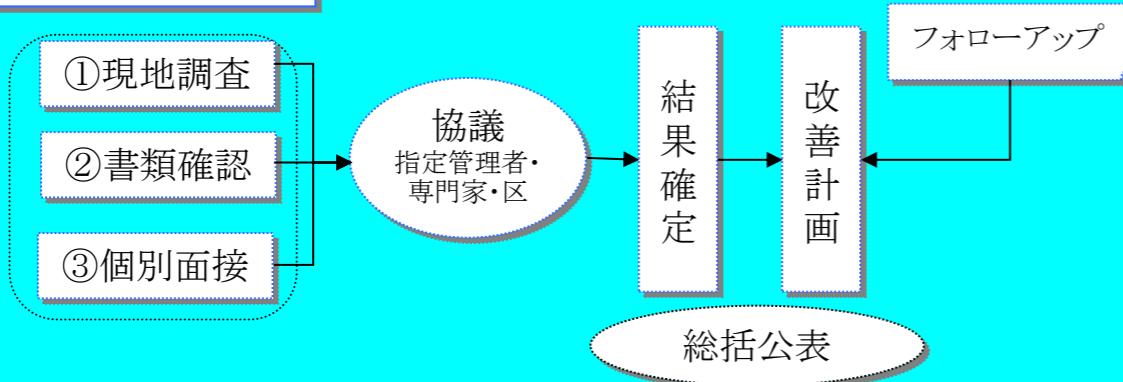 ①現地調査
②書類確認
③個別面接
協議
指定管理者・
専門家・区
結果確定
改善計画
フォローアップ
総括公表